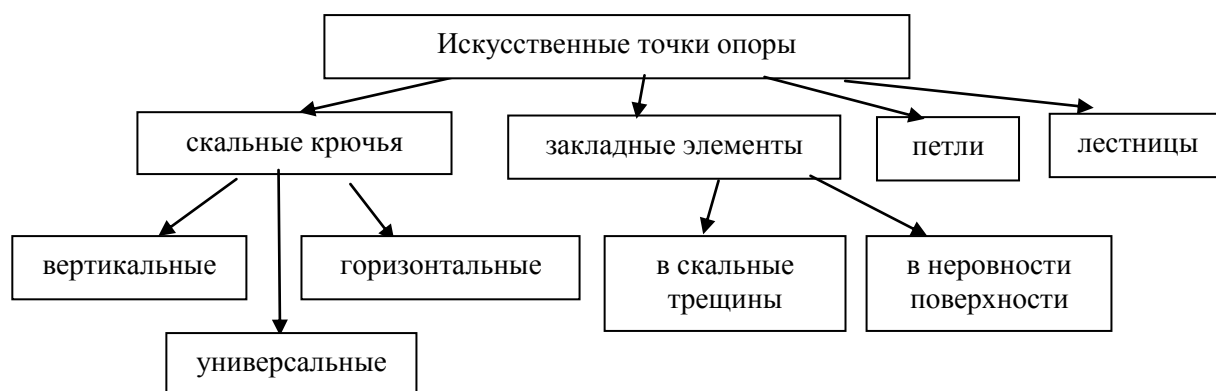 Искусственные точки опоры
скальные крючья
закладные элементы
петли
лестницы
вертикальные
горизонтальные
в скальные
трещины
в неровности
поверхности
универсальные